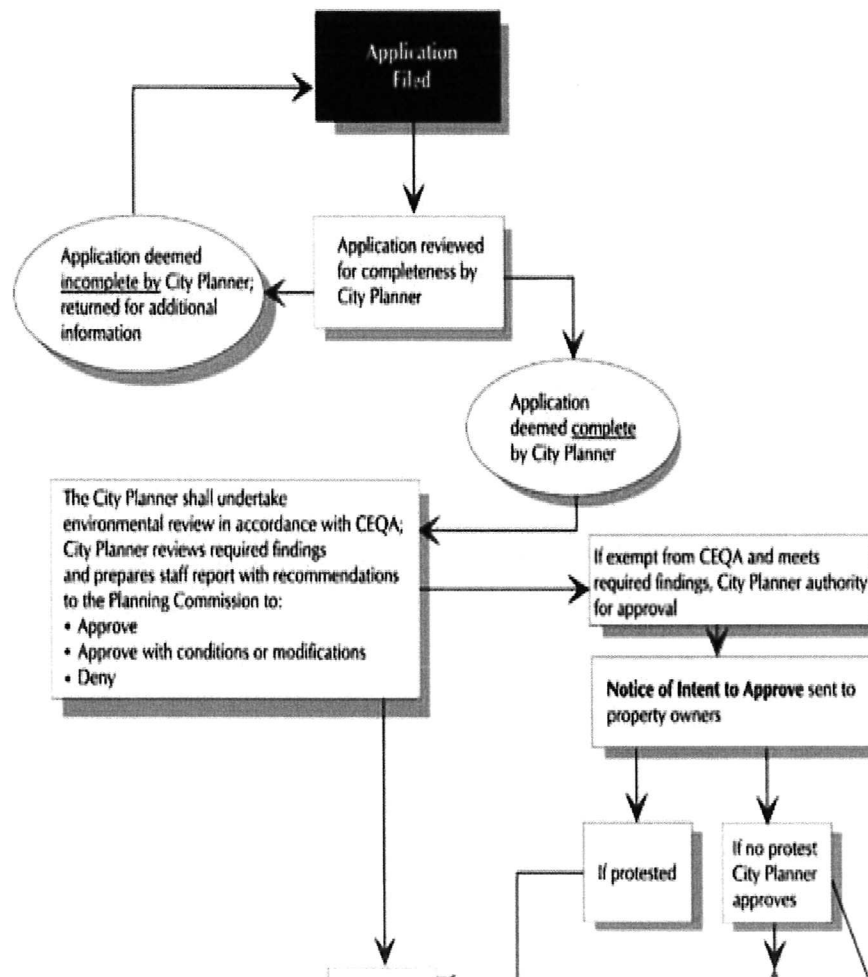 Application
Filed
Application deemed
incomplete by City Planner;
returned for additional
information
Application reviewed
for completeness by
City Planner
Application
deemed complete
by City Planner
The City Planner shall undertake
environmental review in accordance with CEQA;
City Planner reviews required findings
and prepares staff report with recommendations
to the Planning Commission to:
• Approve
• Approve with conditions or modifications
• Deny
If exempt from CEQA and meets
required findings, City Planner authority
for approval
Notice of Intent to Approve sent to
property owners
If protested
If no protest
City Planner
approves